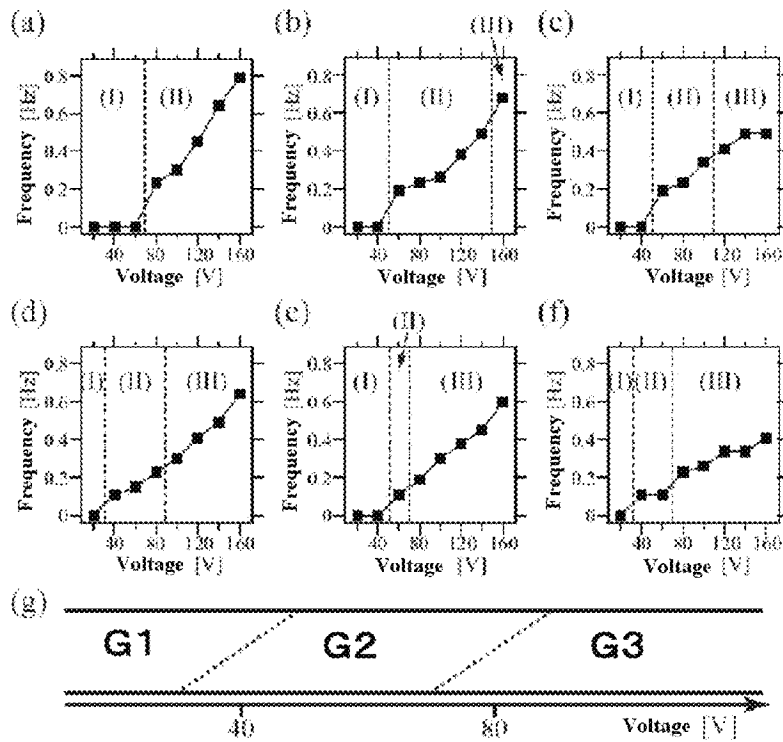 (a)
(I)
(II)
Frequency [Hz]
0.8
0.6
0.4
0.2
0
40
80
120
160
Voltage [V]
(b)
(III)
(I)
(II)
Frequency [Hz]
0.8
0.6
0.4
0.2
0
40
80
120
160
Voltage [V]
(c)
(I)
(II)
(III)
Frequency [Hz]
0.8
0.6
0.4
0.2
0
40
80
120
160
Voltage [V]
(d)
(I)
(II)
(III)
Frequency [Hz]
0.8
0.6
0.4
0.2
0
40
80
120
160
Voltage [V]
(e)
(II)
(I)
(III)
Frequency [Hz]
0.8
0.6
0.4
0.2
0
40
80
120
160
Voltage [V]
(f)
(I)
(II)
(III)
Frequency [Hz]
0.8
0.6
0.4
0.2
0
40
80
120
160
Voltage [V]
(g)
G1
G2
G3
40
80
Voltage [V]